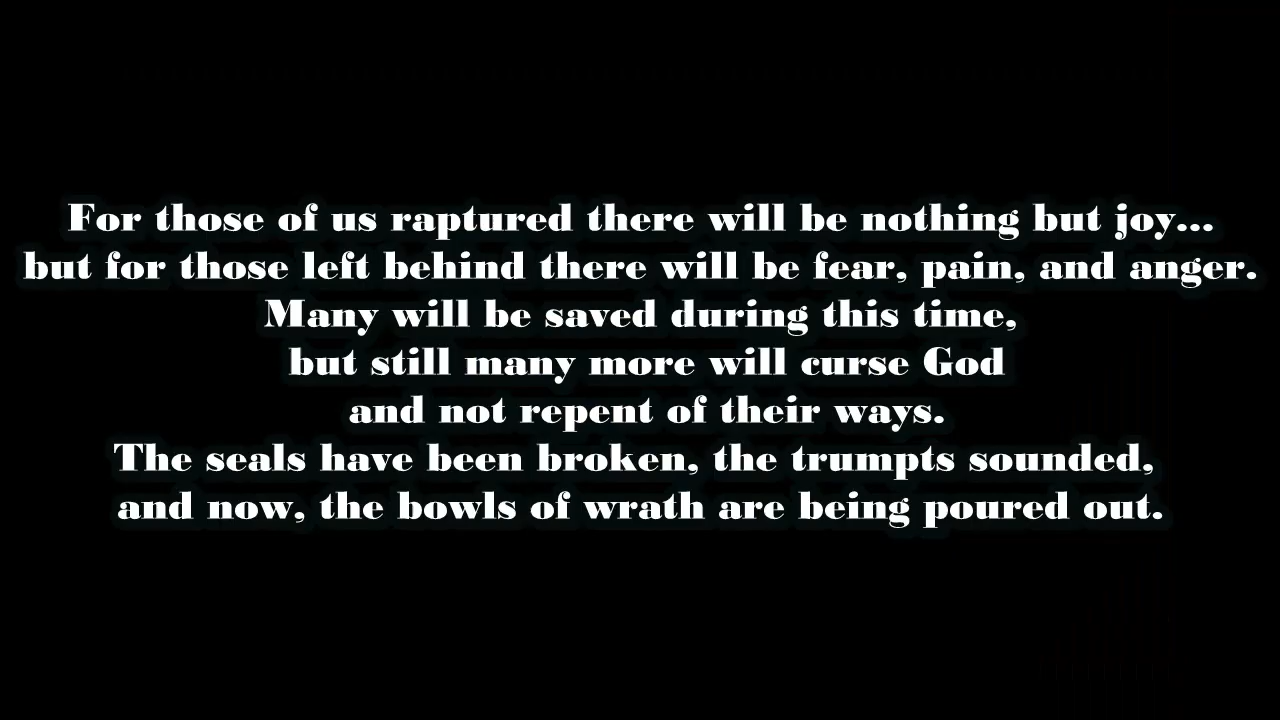 For those of us raptured there will be nothing but joy...
but for those left behind there will be fear, pain, and anger.
Many will be saved during this time,
but still many more will curse God
and not repent of their ways.
The seals have been broken, the trumpts sounded,
and now, the bowls of wrath are being poured out.